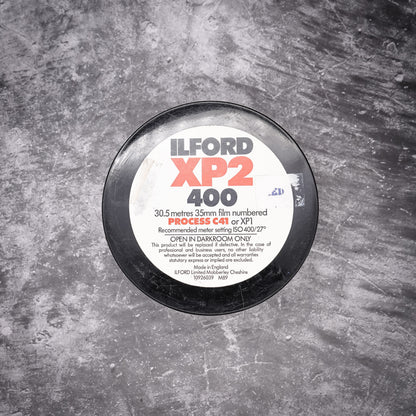 ILFORD
XP2
400
30.5 metres 35mm film numbered
PROCESS C41 or XP1
Recommended meter setting ISO 400/27°
OPEN IN DARKROOM ONLY
This product will be replaced if defective. In the case of
professional and business users, no other liability
whatsoever will be accepted and all warranties
statutory express or implied are excluded.
Made in England
ILFORD Limited Mobberley Cheshire
10926039 M89